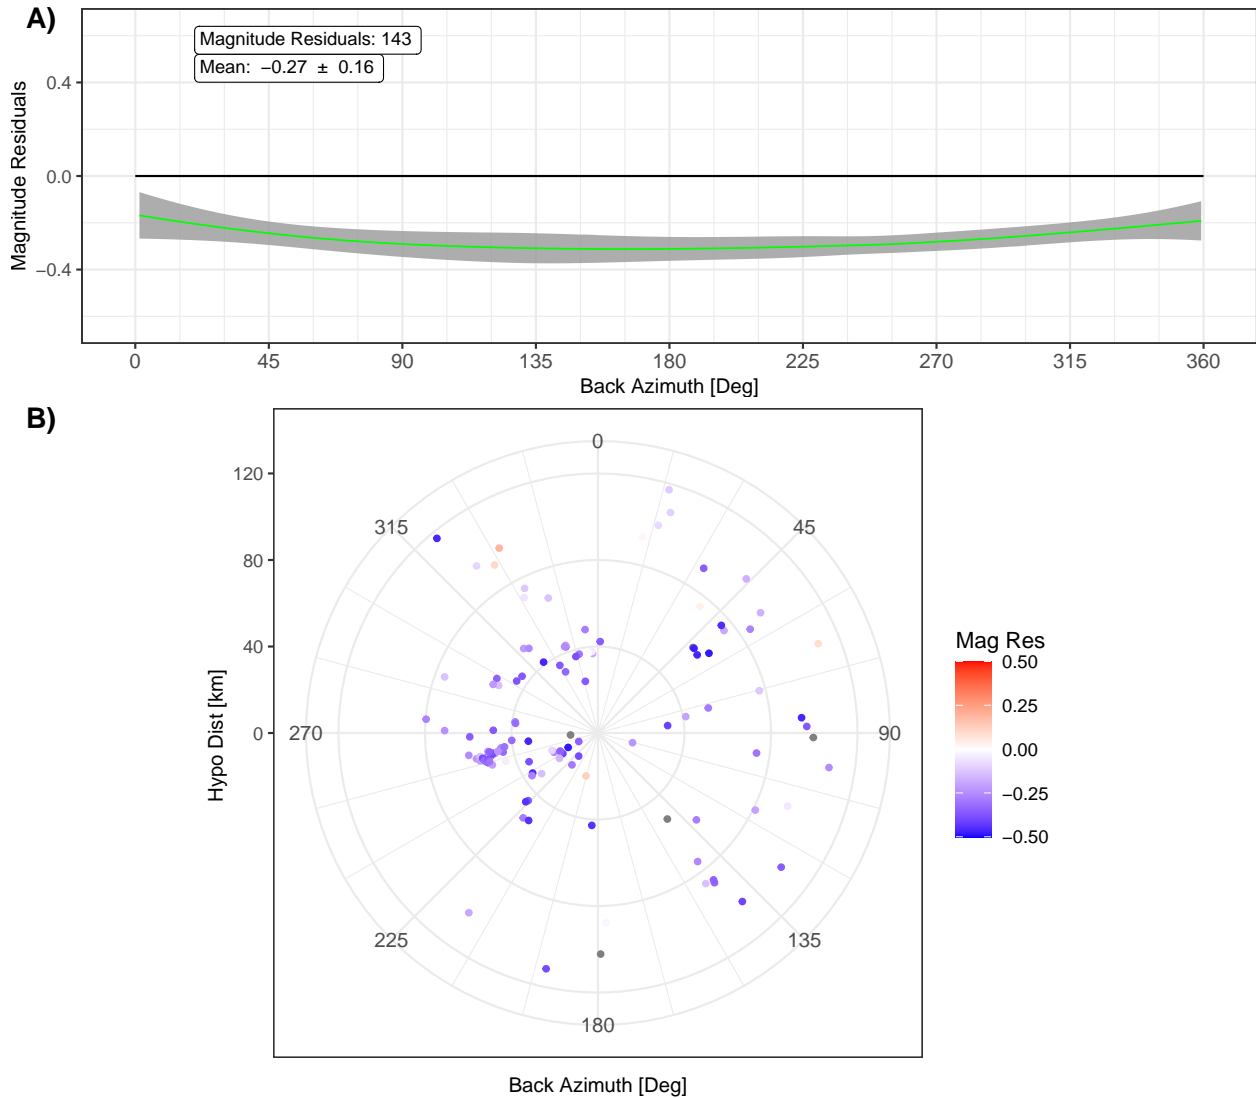 A)
Magnitude Residuals: 143
Mean: −0.27 ± 0.16
0.4
0.0
−0.4
Magnitude Residuals
0 45 90 135 180 225 270 315 360
Back Azimuth [Deg]
B)
120
80
40
0
Hypo Dist [km]
0
315 45
270 90
225 135
180
Back Azimuth [Deg]
Mag Res
0.50
0.25
0.00
−0.25
−0.50